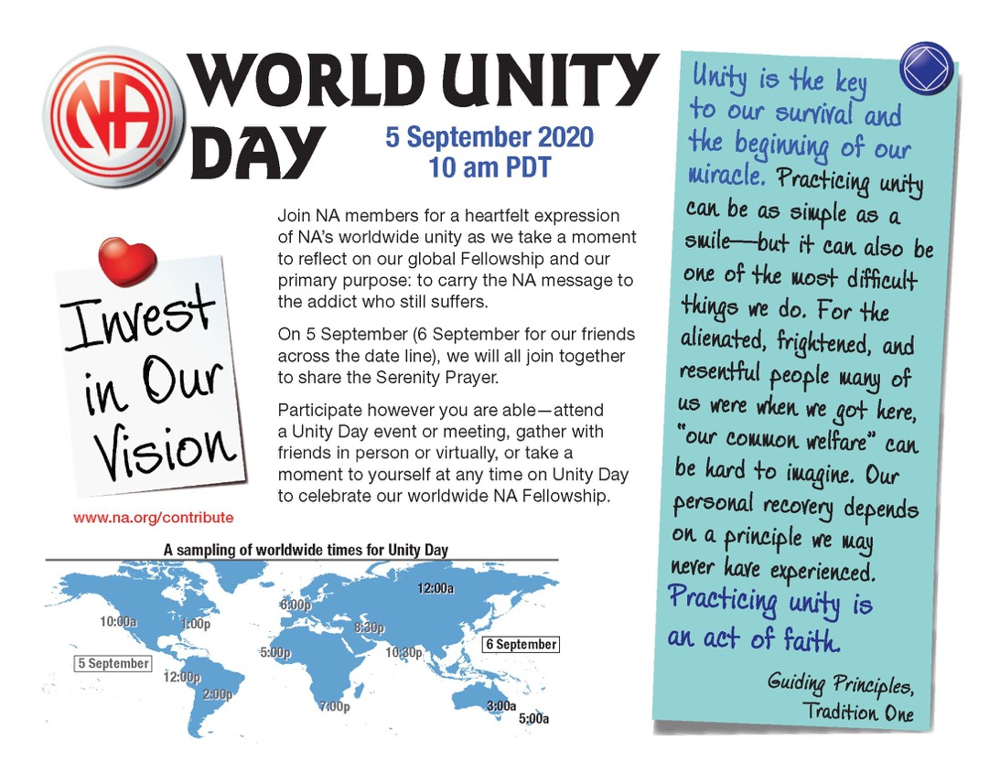 NA
®
WORLD UNITY
DAY
5 September 2020
10 am PDT
Join NA members for a heartfelt expression
of NA's worldwide unity as we take a moment
to reflect on our global Fellowship and our
primary purpose: to carry the NA message to
the addict who still suffers.
On 5 September (6 September for our friends
across the date line), we will all join together
to share the Serenity Prayer.
Participate however you are able—attend
a Unity Day event or meeting, gather with
friends in person or virtually, or take a
moment to yourself at any time on Unity Day
to celebrate our worldwide NA Fellowship.
Invest
in Our
Vision
www.na.org/contribute
A sampling of worldwide times for Unity Day
12:00a
6:00p
10:00a
1:00p
8:30p
5:00p
10:30p
6 September
5 September
12:00p
2:00p
7:00p
3:00a
5:00a
Unity is the key
to our survival and
the beginning of our
miracle. Practicing unity
can be as simple as a
smile—but it can also be
one of the most difficult
things we do. For the
alienated, frightened, and
resentful people many of
us were when we got here,
"our common welfare" can
be hard to imagine. Our
personal recovery depends
on a principle we may
never have experienced.
Practicing unity is
an act of faith.
Guiding Principles,
Tradition One